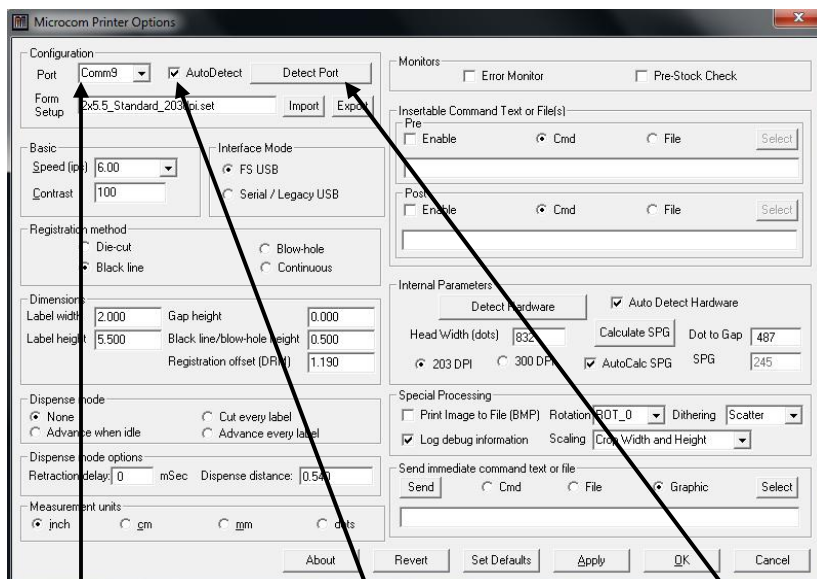 Microcom Printer Options
Configuration
Port Comm9 AutoDetect Detect Port
Form Setup 2x5.5_Standard_203dpi.set Import Export
Basic
Speed (ips) 6.00
Contrast 100
Interface Mode
FS USB
Serial / Legacy USB
Registration method
Die-cut Blow-hole
Black line Continuous
Dimensions
Label width 2.000 Gap height 0.000
Label height 5.500 Black line/blow-hole height 0.500
Registration offset (DRM) 1.190
Dispense mode
None Cut every label
Advance when idle Advance every label
Dispense mode options
Retraction delay: 0 mSec Dispense distance: 0.540
Measurement units
inch cm mm dots
Monitors
Error Monitor Pre-Stock Check
Insertable Command Text or File(s)
Pre
Enable Cmd File Select
Post
Enable Cmd File Select
Internal Parameters
Detect Hardware Auto Detect Hardware
Head Width (dots) 832 Calculate SPG Dot to Gap 487
203 DPI 300 DPI AutoCalc SPG SPG 245
Special Processing
Print Image to File (BMP) Rotation ROT_0 Dithering Scatter
Log debug information Scaling Crop Width and Height
Send immediate command text or file
Send Cmd File Graphic Select
About Revert Set Defaults Apply OK Cancel